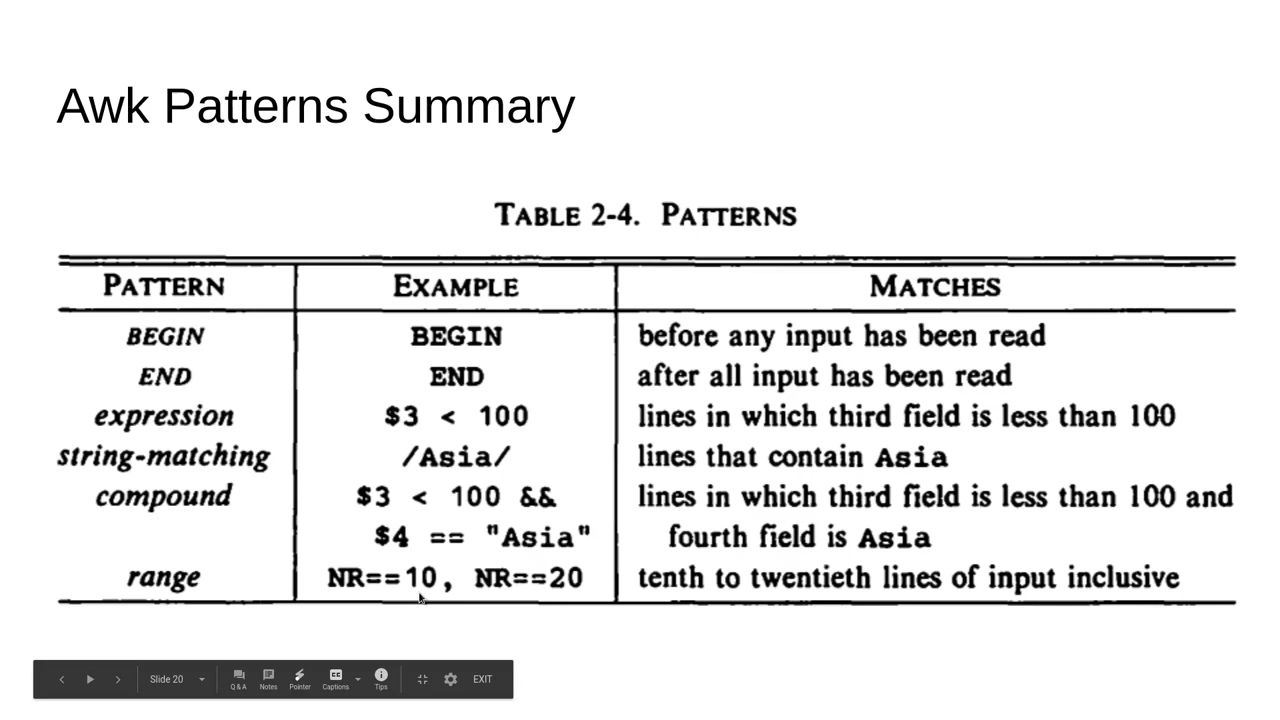 Awk Patterns Summary
TABLE 2-4. PATTERNS
PATTERN EXAMPLE MATCHES
BEGIN BEGIN before any input has been read
END END after all input has been read
expression $3 < 100 lines in which third field is less than 100
string-matching /Asia/ lines that contain Asia
compound $3 < 100 && lines in which third field is less than 100 and
$4 == "Asia" fourth field is Asia
range NR==10, NR==20 tenth to twentieth lines of input inclusive
Slide 20 Q & A Notes Pointer CC Captions Tips EXIT